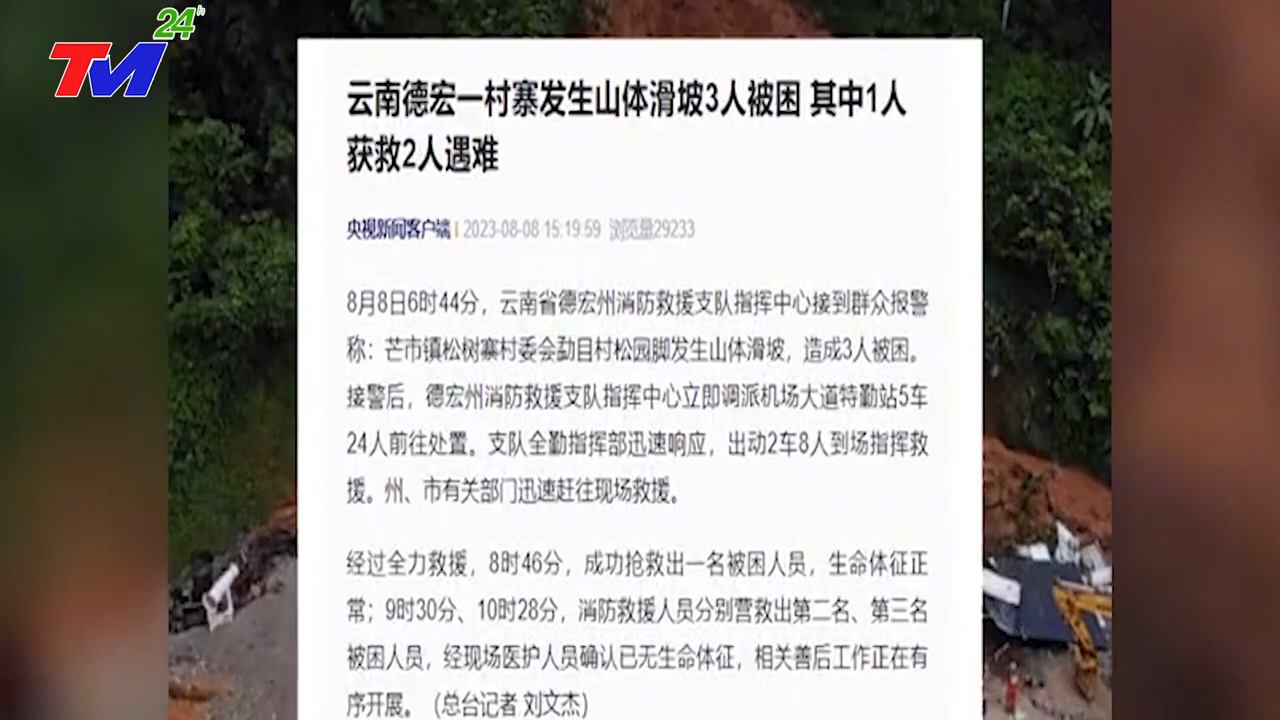 24h
TVM
云南德宏一村寨发生山体滑坡3人被困 其中1人
获救2人遇难
央视新闻客户端 | 2023-08-08 15:19:59 浏览量29233
8月8日6时44分，云南省德宏州消防救援支队指挥中心接到群众报警
称：芒市镇松树寨村委会勐目村松园脚发生山体滑坡，造成3人被困。
接警后，德宏州消防救援支队指挥中心立即调派机场大道特勤站5车
24人前往处置。支队全勤指挥部迅速响应，出动2车8人到场指挥救
援。州、市有关部门迅速赶往现场救援。
经过全力救援，8时46分，成功抢救出一名被困人员，生命体征正
常；9时30分、10时28分，消防救援人员分别营救出第二名、第三名
被困人员，经现场医护人员确认已无生命体征，相关善后工作正在有
序开展。（总台记者 刘文杰）